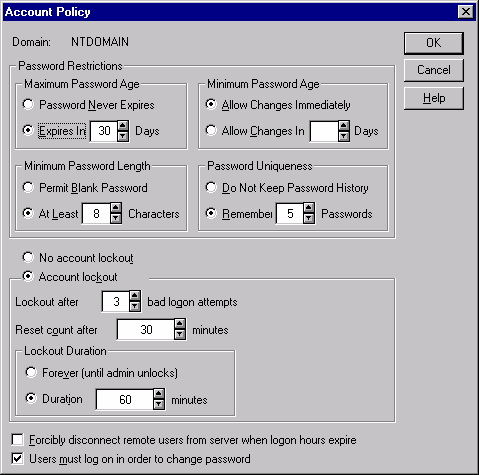 Account Policy
Domain: NTDOMAIN
OK
Cancel
Help
Password Restrictions
Maximum Password Age
Password Never Expires
Expires In 30 Days
Minimum Password Age
Allow Changes Immediately
Allow Changes In Days
Minimum Password Length
Permit Blank Password
At Least 8 Characters
Password Uniqueness
Do Not Keep Password History
Remember 5 Passwords
No account lockout
Account lockout
Lockout after 3 bad logon attempts
Reset count after 30 minutes
Lockout Duration
Forever (until admin unlocks)
Duration 60 minutes
Forcibly disconnect remote users from server when logon hours expire
Users must log on in order to change password